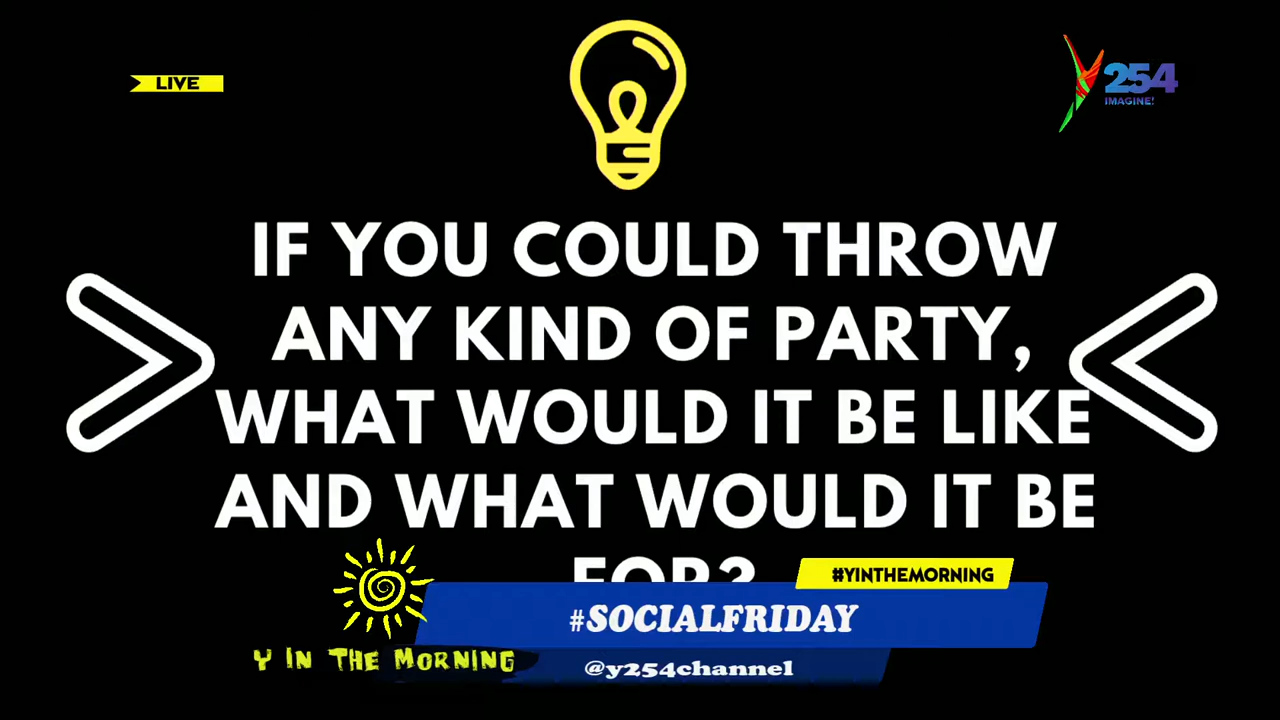 LIVE
Y254
IMAGINE!
IF YOU COULD THROW
ANY KIND OF PARTY,
WHAT WOULD IT BE LIKE
AND WHAT WOULD IT BE
FOR?
#YINTHEMORNING
#SOCIALFRIDAY
Y IN THE MORNING
@y254channel